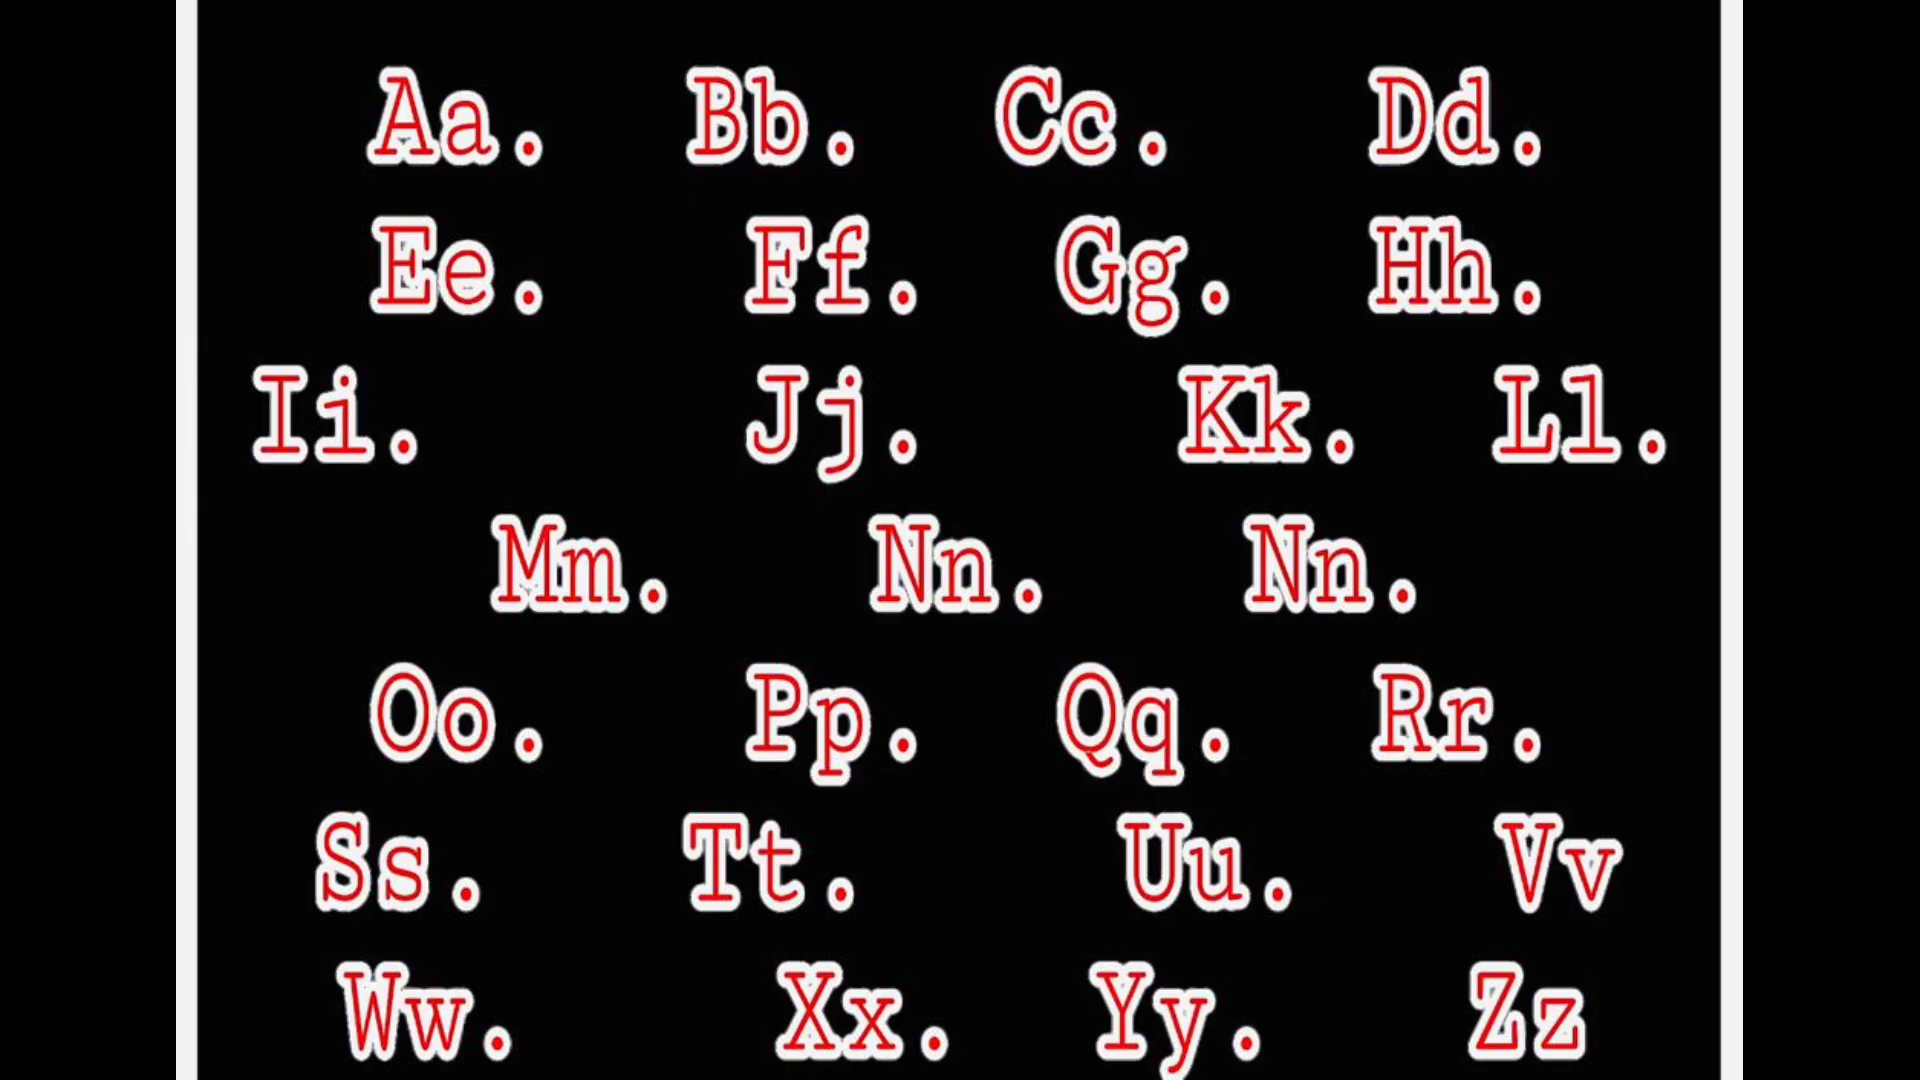 Aa. Bb. Cc. Dd.
Ee. Ff. Gg. Hh.
Ii. Jj. Kk. Ll.
Mm. Nn. Nn.
Oo. Pp. Qq. Rr.
Ss. Tt. Uu. Vv
Ww. Xx. Yy. Zz